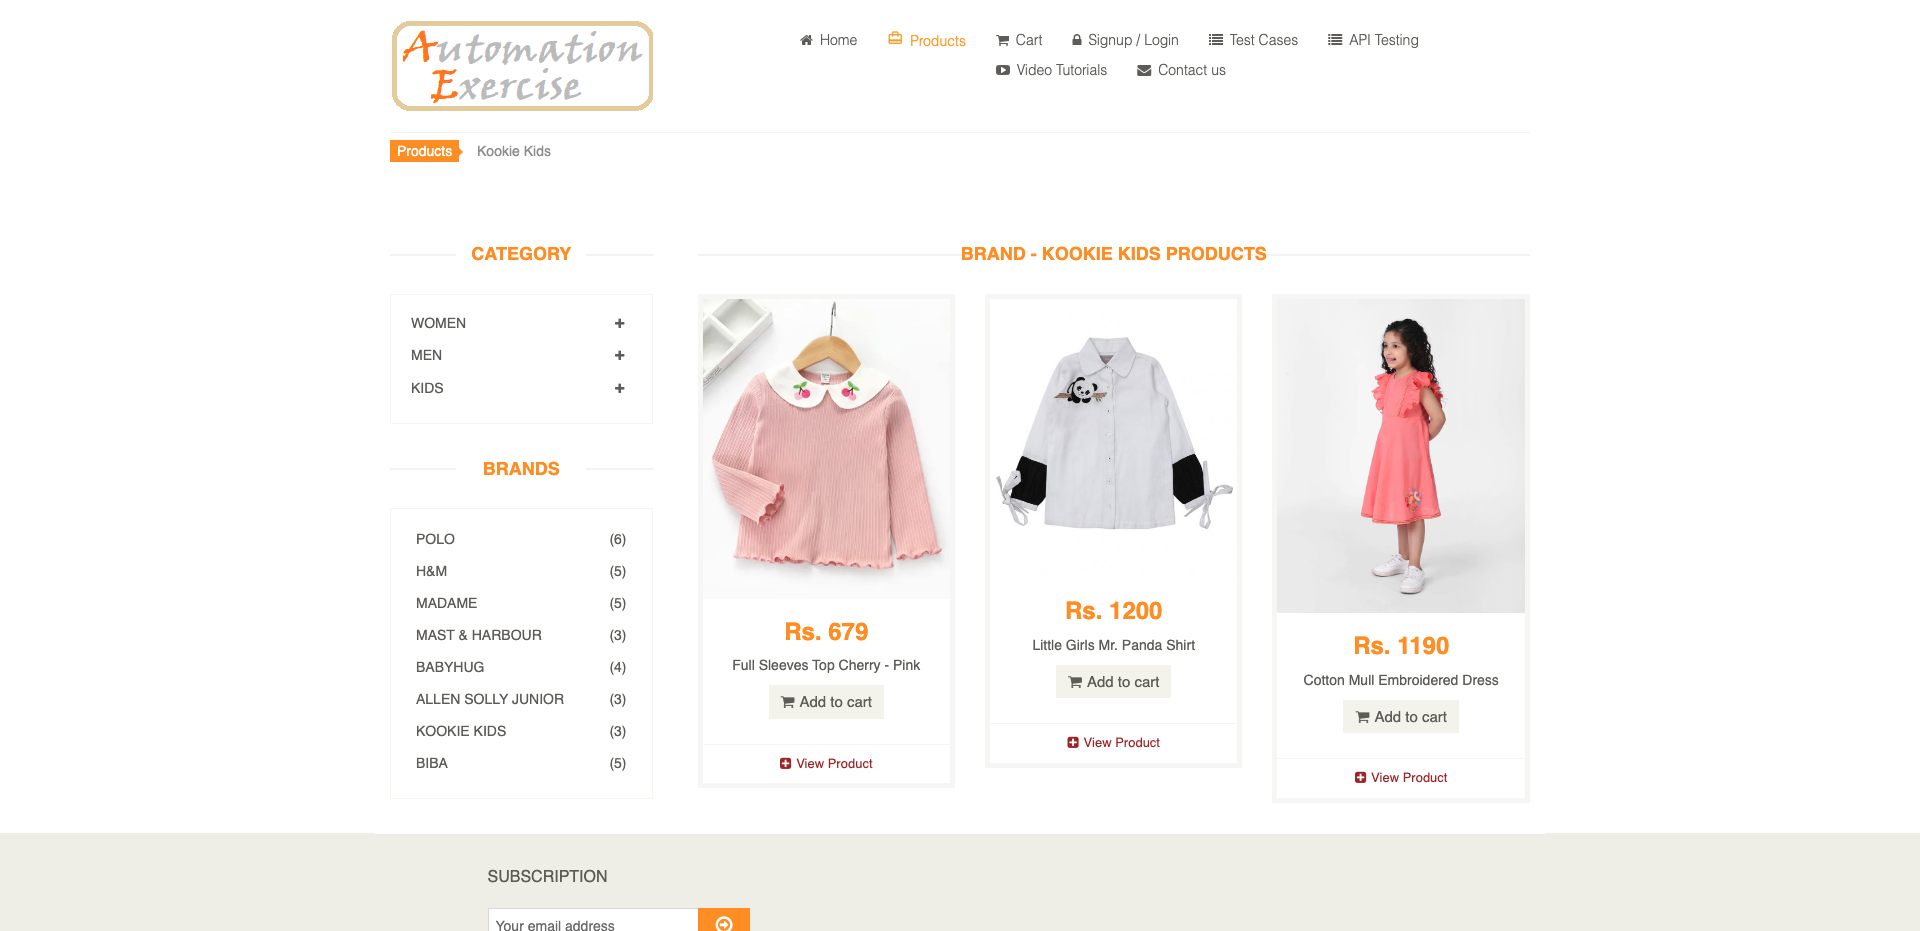 Automation
Exercise
Home
Products
Cart
Signup / Login
Test Cases
API Testing
Video Tutorials
Contact us
Products
Kookie Kids
CATEGORY
WOMEN
MEN
KIDS
BRANDS
POLO (6)
H&M (5)
MADAME (5)
MAST & HARBOUR (3)
BABYHUG (4)
ALLEN SOLLY JUNIOR (3)
KOOKIE KIDS (3)
BIBA (5)
BRAND - KOOKIE KIDS PRODUCTS
Rs. 679
Full Sleeves Top Cherry - Pink
Add to cart
View Product
Rs. 1200
Little Girls Mr. Panda Shirt
Add to cart
View Product
Rs. 1190
Cotton Mull Embroidered Dress
Add to cart
View Product
SUBSCRIPTION
Your email address